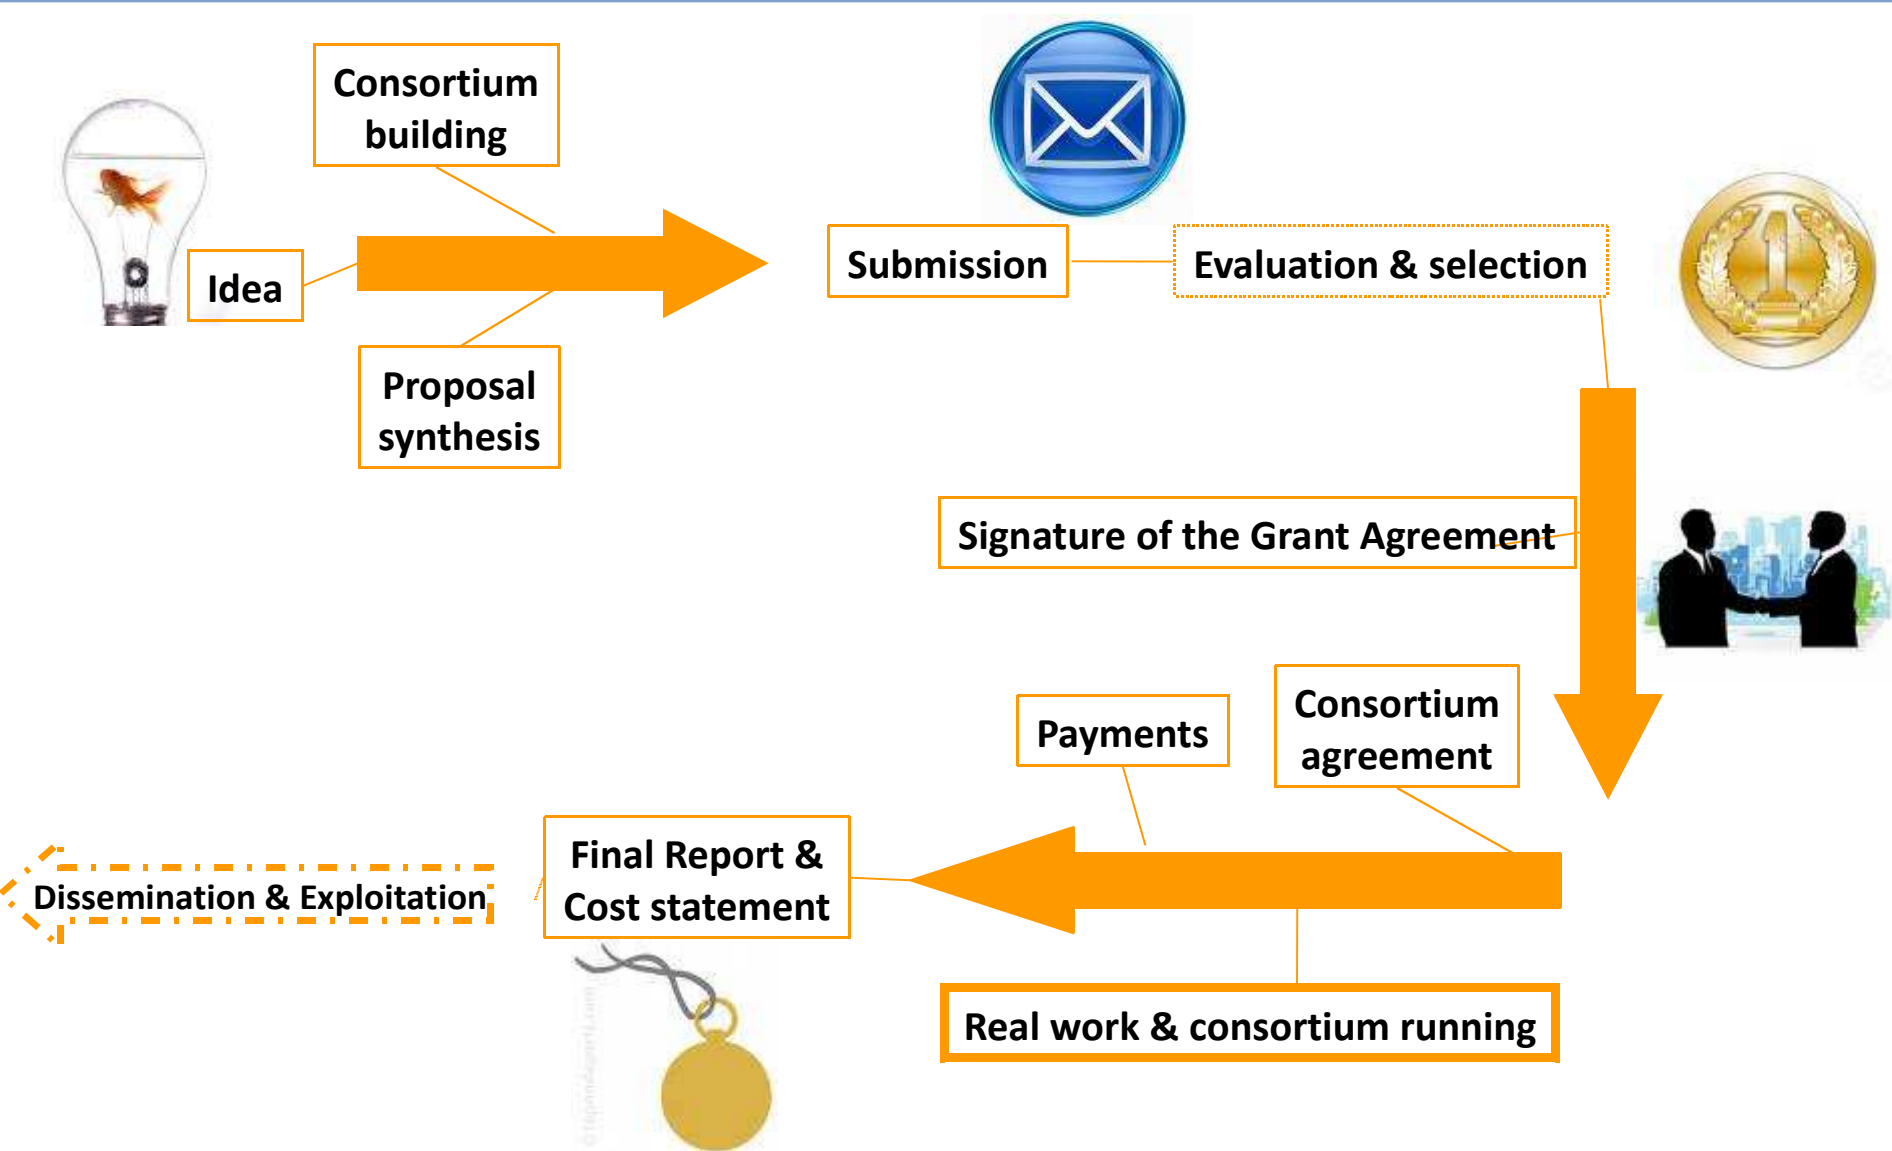 Consortium
building
Idea
Proposal
synthesis
Submission
Evaluation & selection
1
Signature of the Grant Agreement
Consortium
agreement
Payments
Real work & consortium running
Final Report &
Cost statement
Dissemination & Exploitation